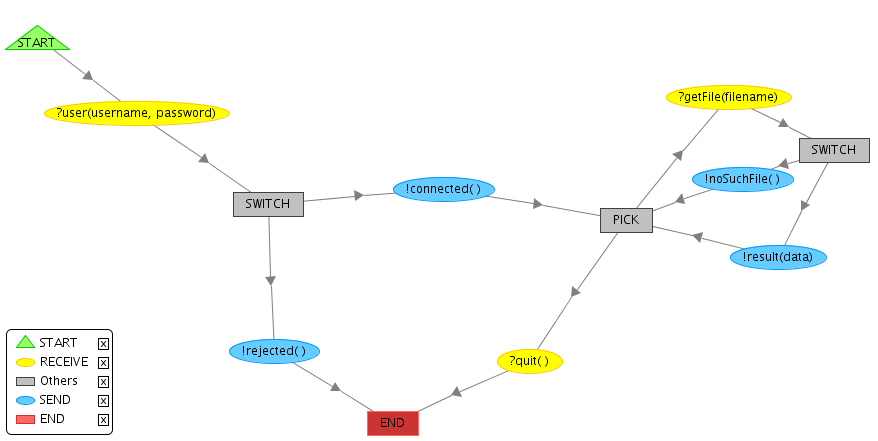 START
?getFile(filename)
?user(username, password)
SWITCH
!noSuchFile( )
!connected( )
SWITCH
PICK
!result(data)
!rejected( )
?quit( )
END
START x
RECEIVE x
Others x
SEND x
END x